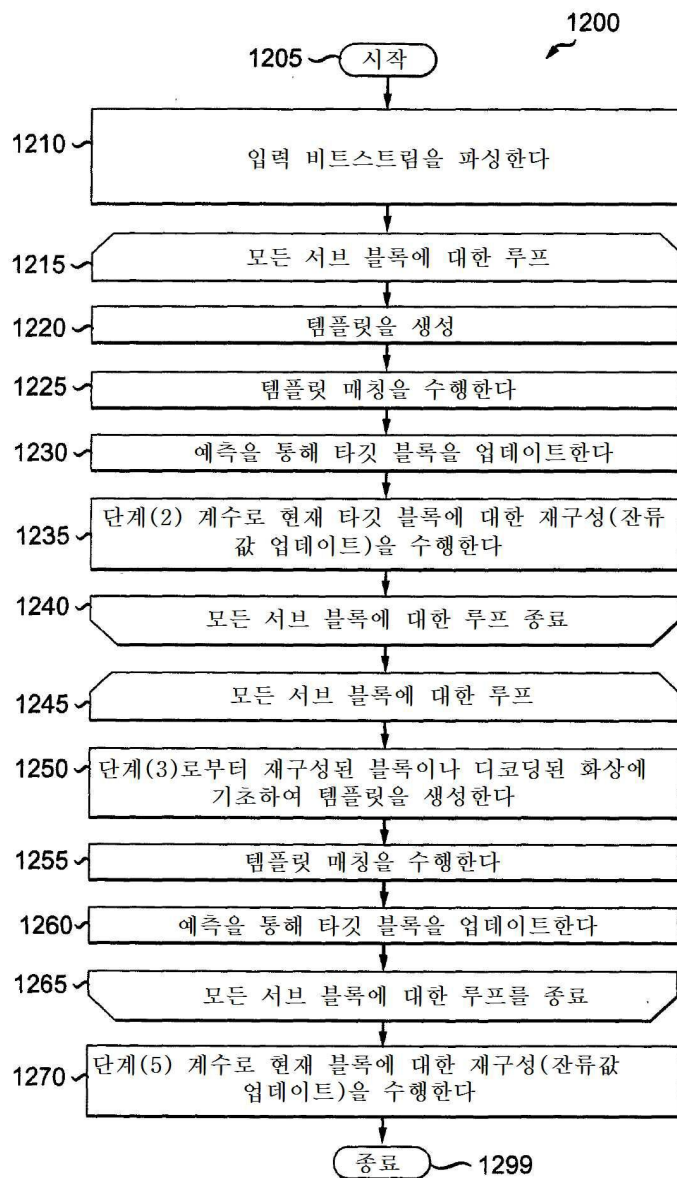 1200
1205 시작
1210 입력 비트스트림을 파싱한다
1215 모든 서브 블록에 대한 루프
1220 템플릿을 생성
1225 템플릿 매칭을 수행한다
1230 예측을 통해 타깃 블록을 업데이트한다
1235 단계(2) 계수로 현재 타깃 블록에 대한 재구성(잔류
값 업데이트)을 수행한다
1240 모든 서브 블록에 대한 루프 종료
1245 모든 서브 블록에 대한 루프
1250 단계(3)로부터 재구성된 블록이나 디코딩된 화상에
기초하여 템플릿을 생성한다
1255 템플릿 매칭을 수행한다
1260 예측을 통해 타깃 블록을 업데이트한다
1265 모든 서브 블록에 대한 루프를 종료
1270 단계(5) 계수로 현재 블록에 대한 재구성(잔류값
업데이트)을 수행한다
종료 1299